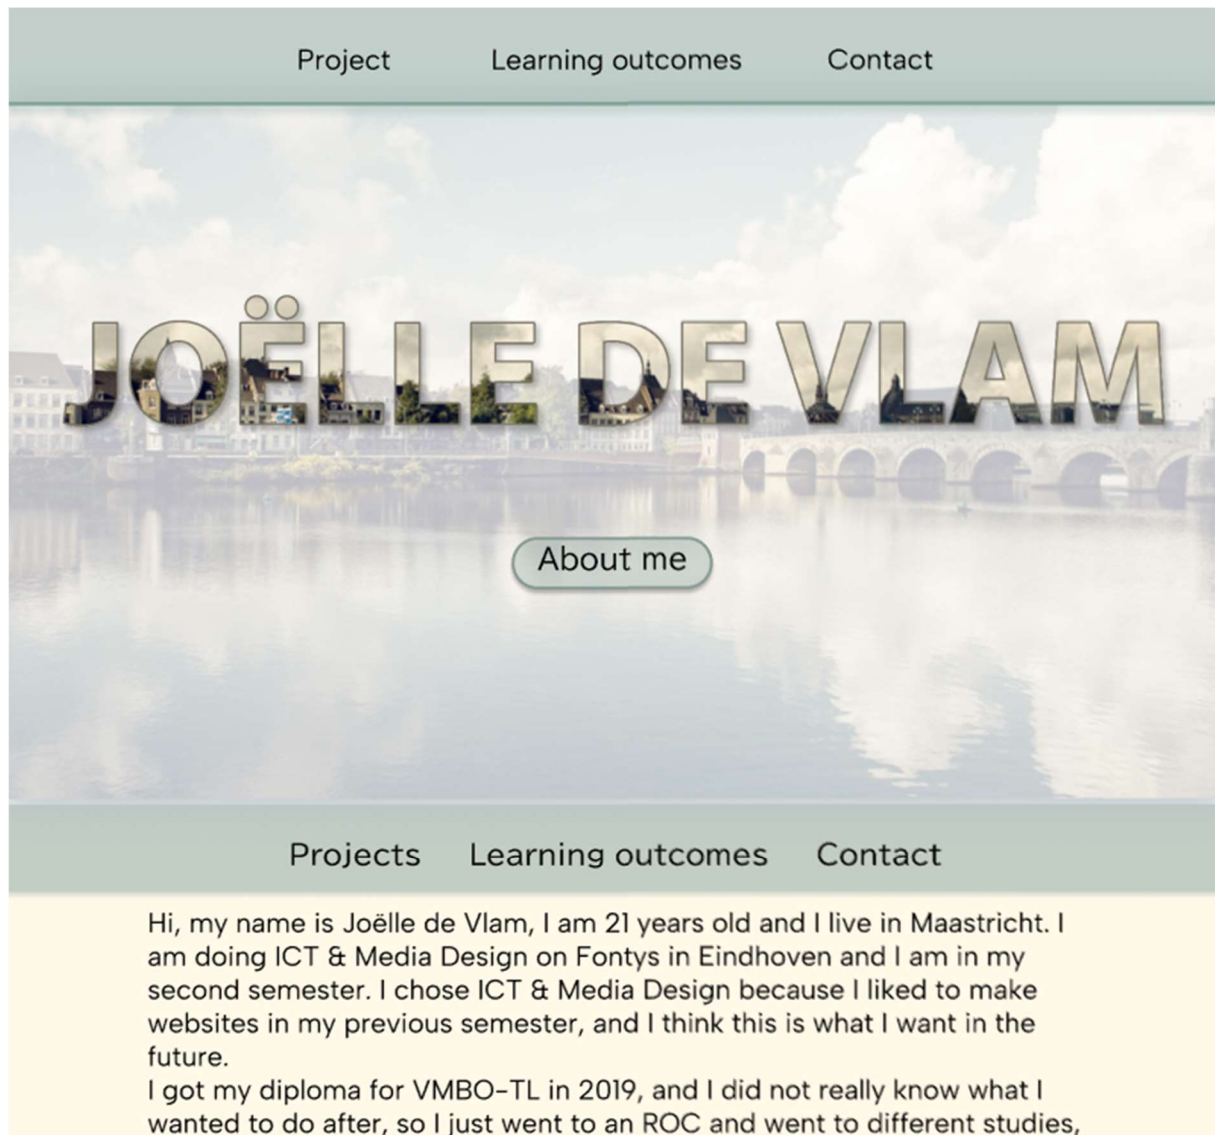 Project Learning outcomes Contact
JOËLLE DE VLAM
About me
Projects Learning outcomes Contact
Hi, my name is Joëlle de Vlam, I am 21 years old and I live in Maastricht. I
am doing ICT & Media Design on Fontys in Eindhoven and I am in my
second semester. I chose ICT & Media Design because I liked to make
websites in my previous semester, and I think this is what I want in the
future.
I got my diploma for VMBO-TL in 2019, and I did not really know what I
wanted to do after, so I just went to an ROC and went to different studies,